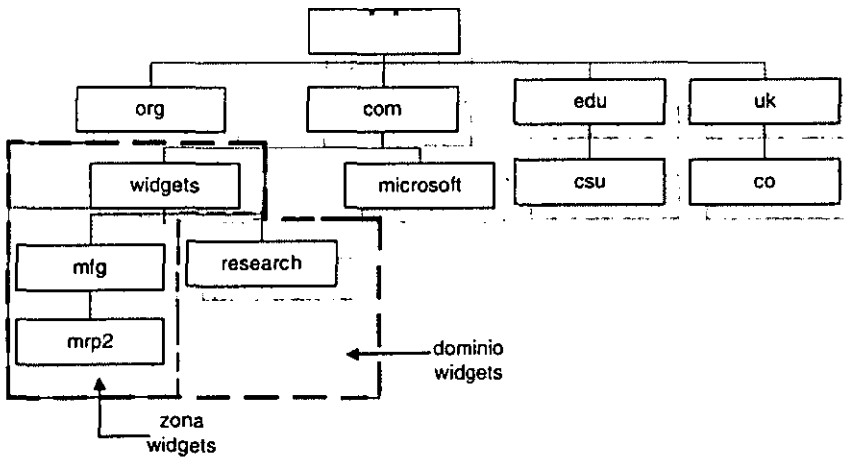 org
com
edu
uk
widgets
microsoft
csu
co
mfg
research
mrp2
dominio
widgets
zona
widgets